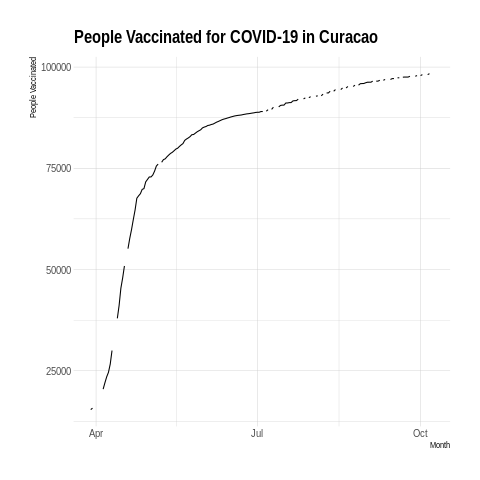 People Vaccinated for COVID-19 in Curacao
People Vaccinated
100000
75000
50000
25000
Apr
Jul
Oct
Month